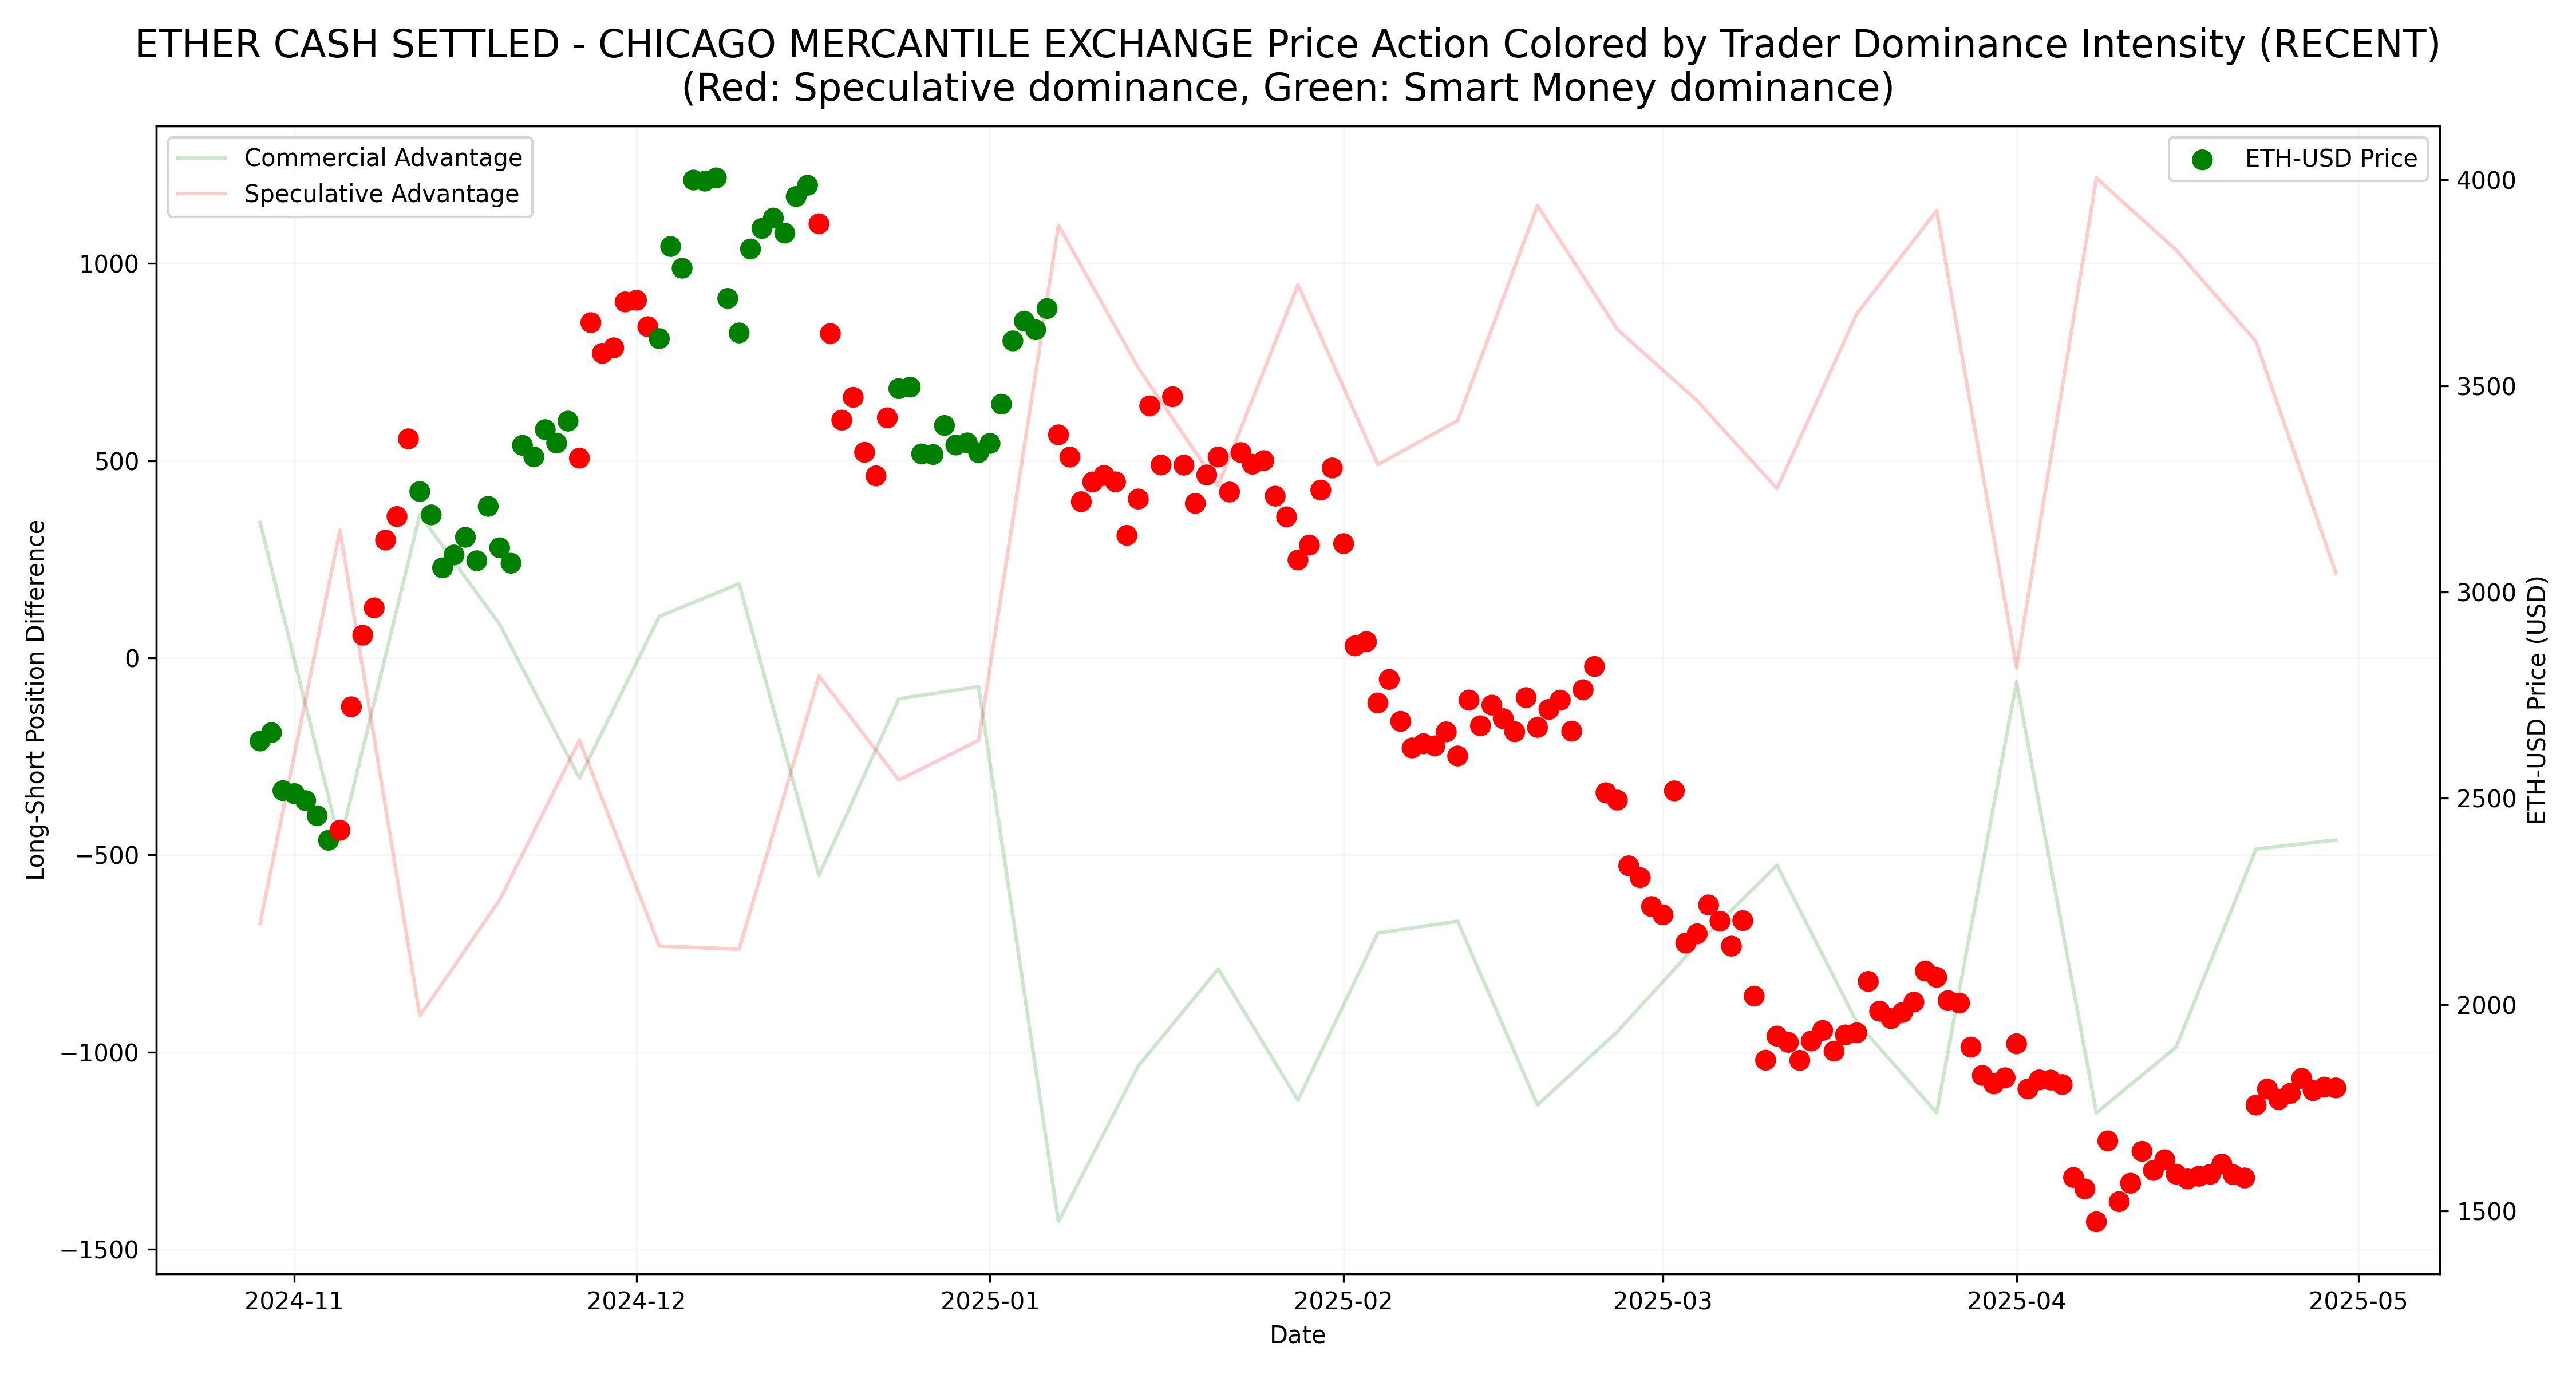 ETHER CASH SETTLED - CHICAGO MERCANTILE EXCHANGE Price Action Colored by Trader Dominance Intensity (RECENT)
(Red: Speculative dominance, Green: Smart Money dominance)
Commercial Advantage
Speculative Advantage
ETH-USD Price
Long-Short Position Difference
1000
500
0
−500
−1000
−1500
4000
3500
3000
2500
2000
1500
ETH-USD Price (USD)
2024-11
2024-12
2025-01
2025-02
2025-03
2025-04
2025-05
Date